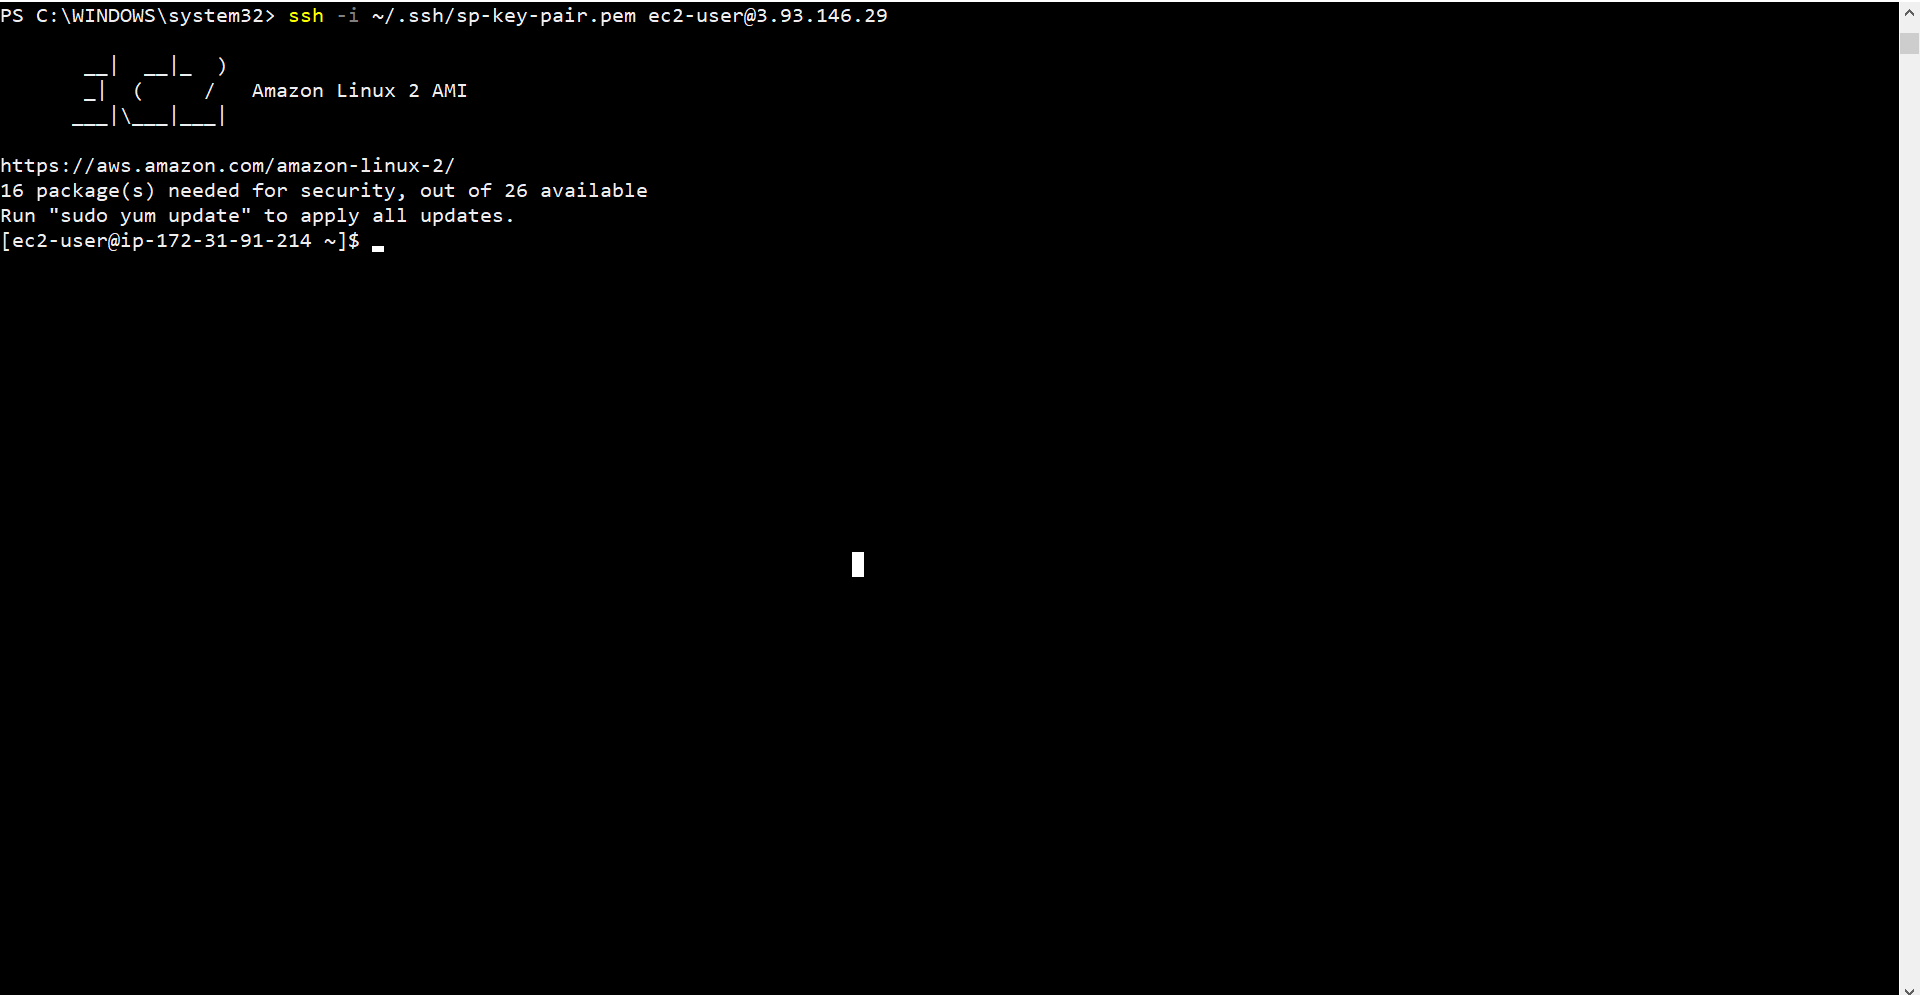 PS C:\WINDOWS\system32> ssh -i ~/.ssh/sp-key-pair.pem ec2-user@3.93.146.29
       __|  __|_  )
       _|  (     /   Amazon Linux 2 AMI
      ___|\___|___|
https://aws.amazon.com/amazon-linux-2/
16 package(s) needed for security, out of 26 available
Run "sudo yum update" to apply all updates.
[ec2-user@ip-172-31-91-214 ~]$